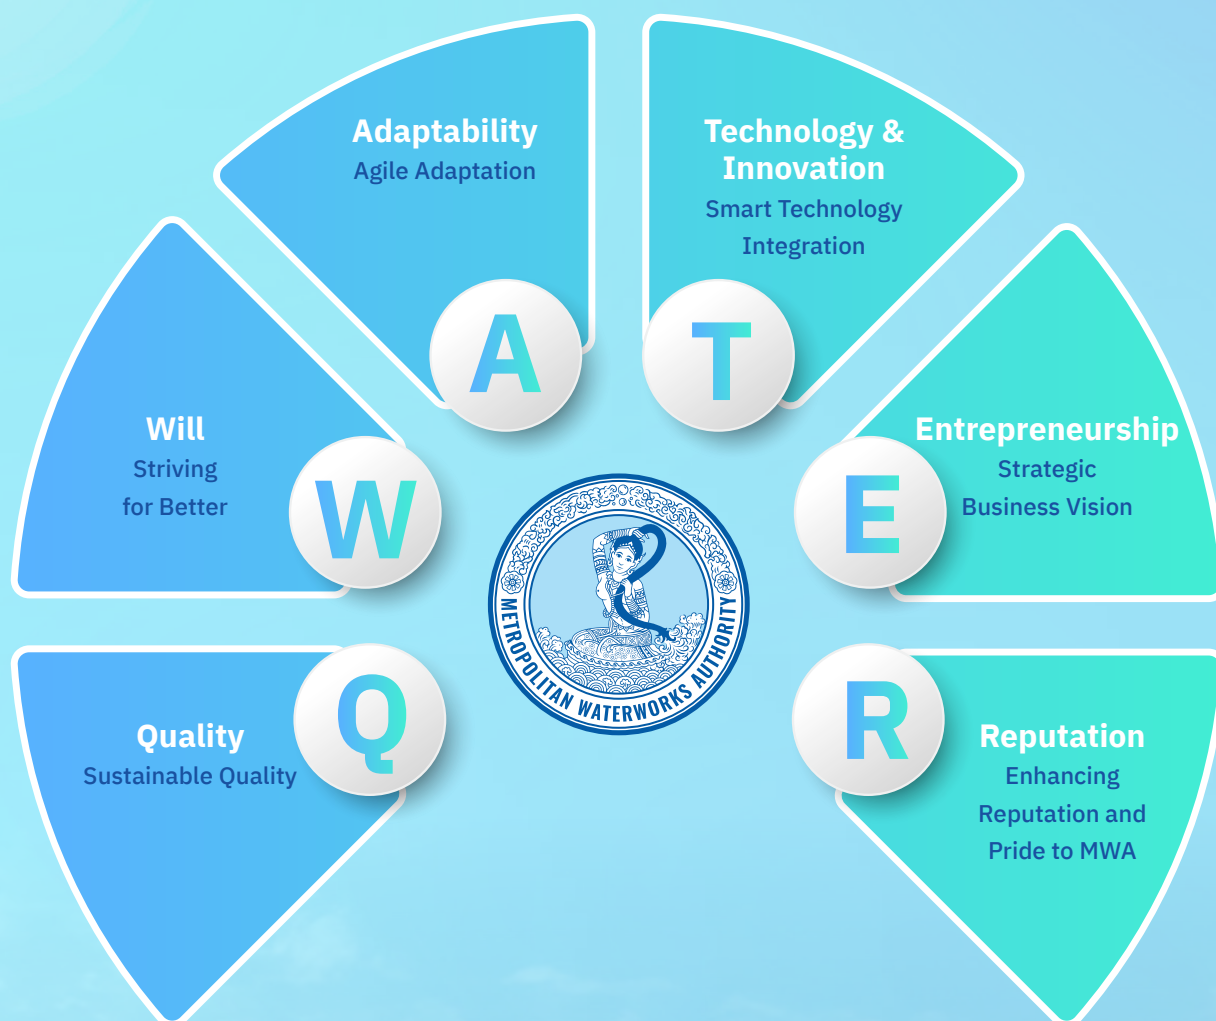 Quality
Sustainable Quality
Q
Will
Striving
for Better
W
Adaptability
Agile Adaptation
A
Technology &
Innovation
Smart Technology
Integration
T
Entrepreneurship
Strategic
Business Vision
E
Reputation
Enhancing
Reputation and
Pride to MWA
R
METROPOLITAN WATERWORKS AUTHORITY